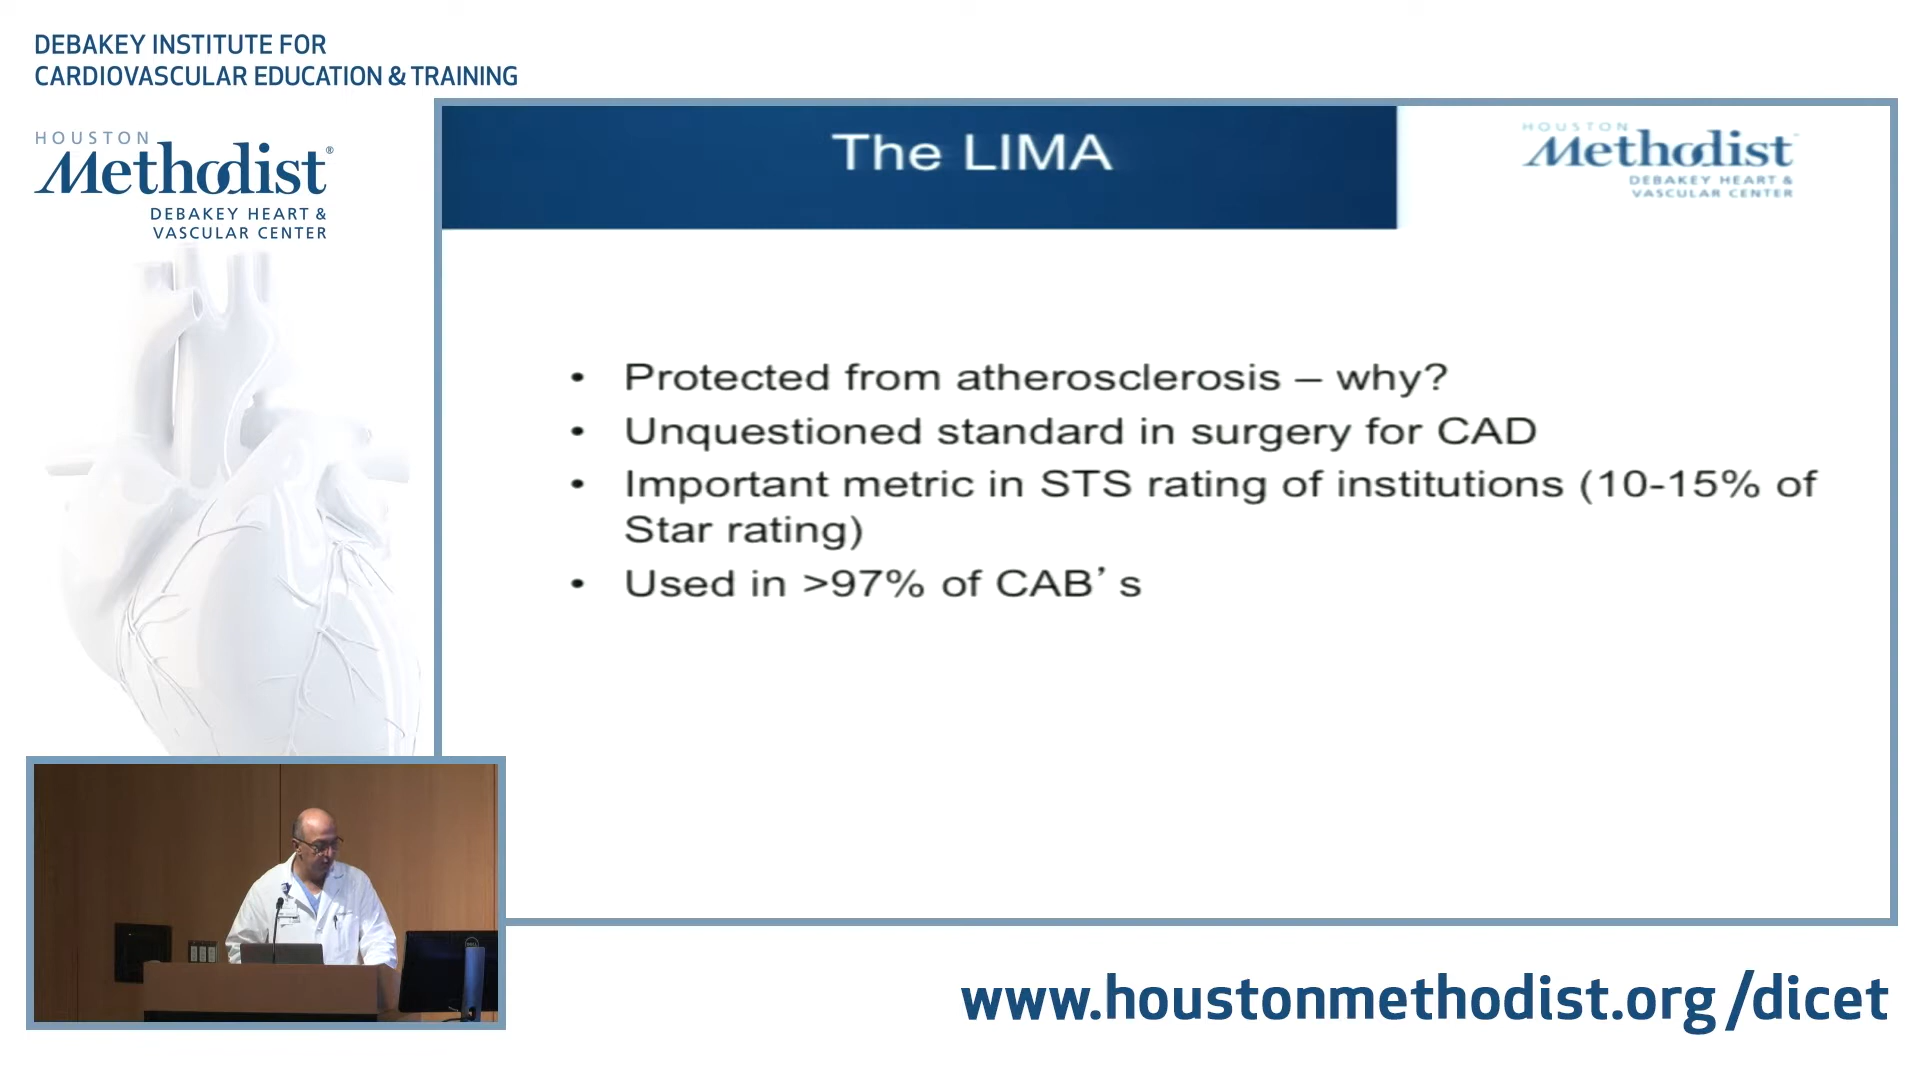 DEBAKEY INSTITUTE FOR
CARDIOVASCULAR EDUCATION & TRAINING
HOUSTON
Methodist®
DEBAKEY HEART &
VASCULAR CENTER
The LIMA
HOUSTON
Methodist
DEBAKEY HEART &
VASCULAR CENTER
• Protected from atherosclerosis – why?
• Unquestioned standard in surgery for CAD
• Important metric in STS rating of institutions (10-15% of
Star rating)
• Used in >97% of CAB’s
DELL
www.houstonmethodist.org/dicet